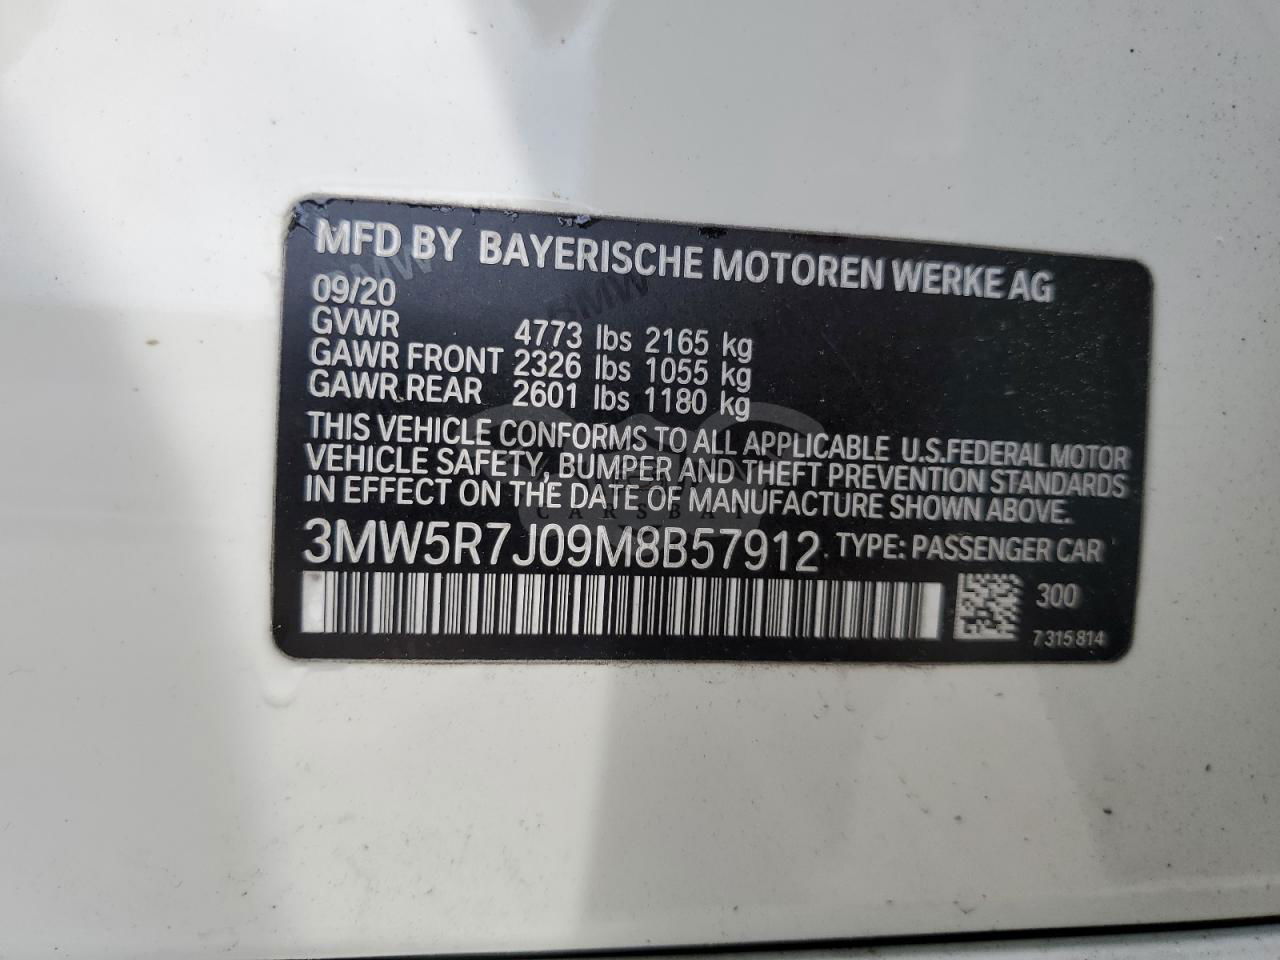 MFD BY BAYERISCHE MOTOREN WERKE AG
09/20
GVWR 4773 lbs 2165 kg
GAWR FRONT 2326 lbs 1055 kg
GAWR REAR 2601 lbs 1180 kg
THIS VEHICLE CONFORMS TO ALL APPLICABLE U.S.FEDERAL MOTOR
VEHICLE SAFETY, BUMPER AND THEFT PREVENTION STANDARDS
IN EFFECT ON THE DATE OF MANUFACTURE SHOWN ABOVE.
3MW5R7J09M8B57912 TYPE: PASSENGER CAR
300
7 315 814
BMW
BMW
CARSBAT